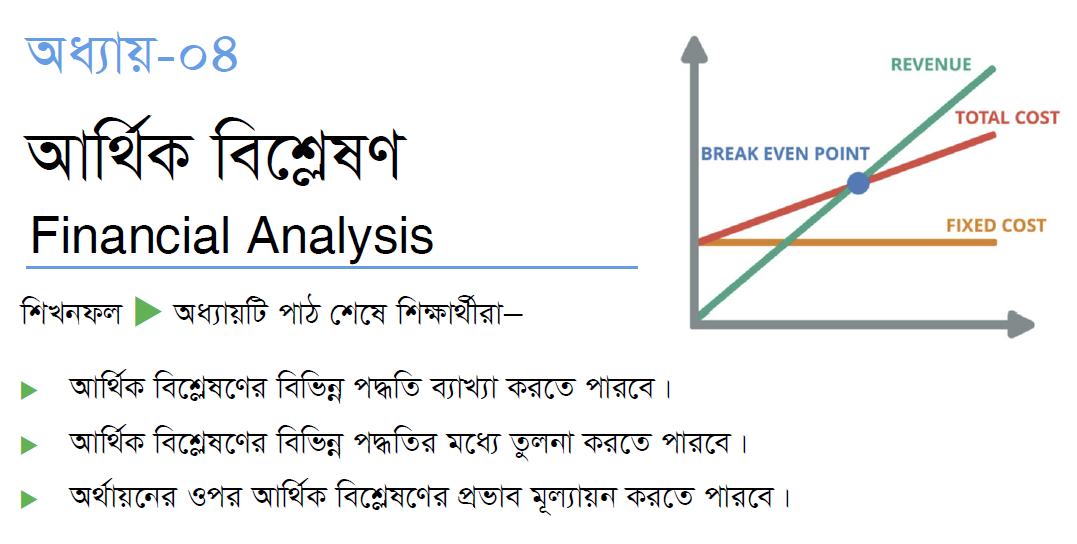 অধ্যায়-০৪
আর্থিক বিশ্লেষণ
Financial Analysis
শিখনফল ▶ অধ্যায়টি পাঠ শেষে শিক্ষার্থীরা–
▶ আর্থিক বিশ্লেষণের বিভিন্ন পদ্ধতি ব্যাখ্যা করতে পারবে।
▶ আর্থিক বিশ্লেষণের বিভিন্ন পদ্ধতির মধ্যে তুলনা করতে পারবে।
▶ অর্থায়নের ওপর আর্থিক বিশ্লেষণের প্রভাব মূল্যায়ন করতে পারবে।
REVENUE
TOTAL COST
BREAK EVEN POINT
FIXED COST